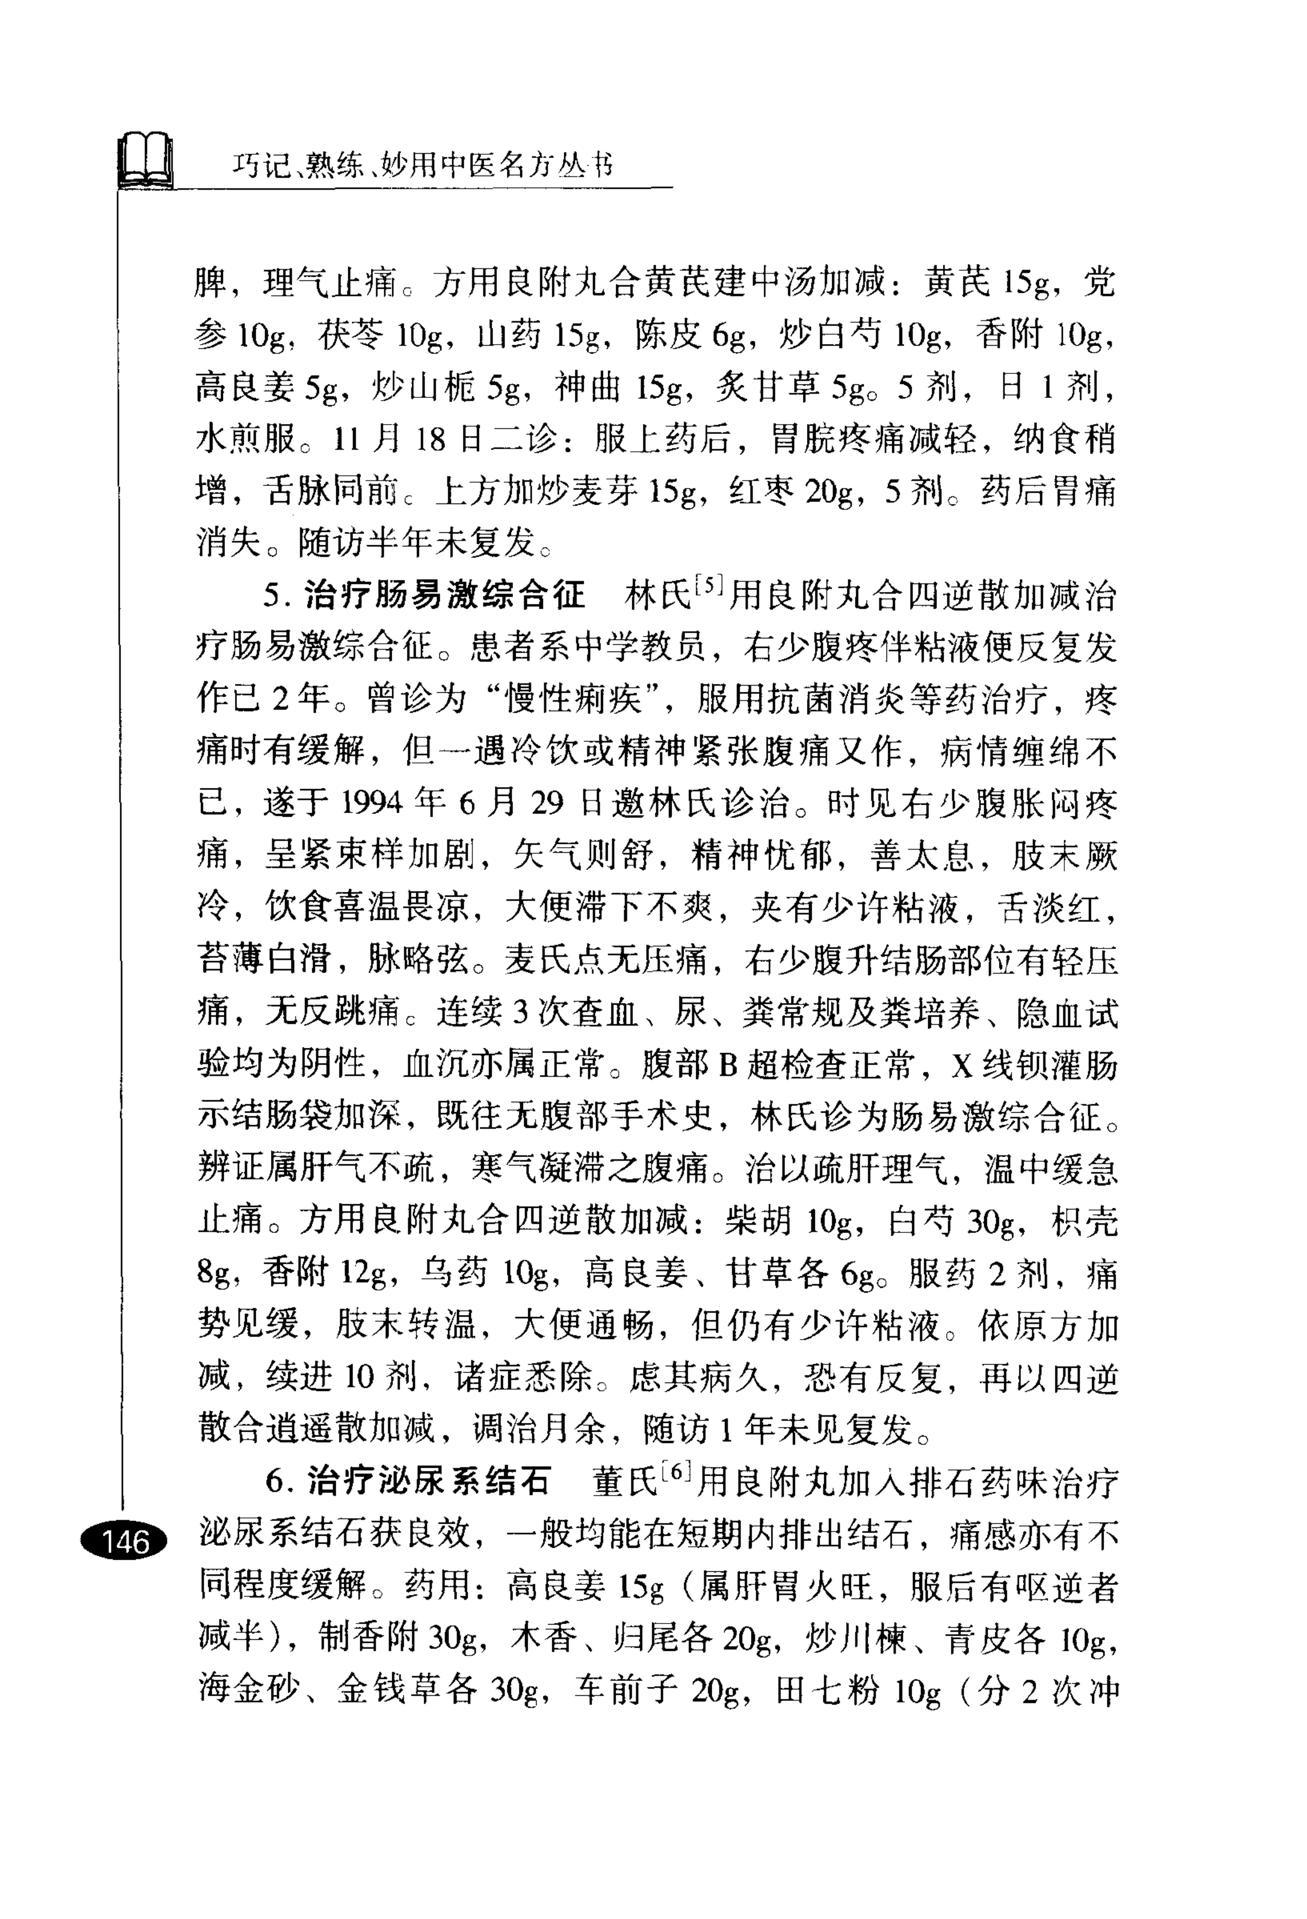 巧记、熟练、妙用中医名方丛书
脾，理气止痛。方用良附丸合黄芪建中汤加减：黄芪 15g，党
参 10g，茯苓 10g，山药 15g，陈皮 6g，炒白芍 10g，香附 10g，
高良姜 5g，炒山栀 5g，神曲 15g，炙甘草 5g。5 剂，日 1 剂，
水煎服。11 月 18 日二诊：服上药后，胃脘疼痛减轻，纳食稍
增，舌脉同前。上方加炒麦芽 15g，红枣 20g，5 剂。药后胃痛
消失。随访半年未复发。
5. 治疗肠易激综合征　林氏[5]用良附丸合四逆散加减治
疗肠易激综合征。患者系中学教员，右少腹疼伴粘液便反复发
作已 2 年。曾诊为“慢性痢疾”，服用抗菌消炎等药治疗，疼
痛时有缓解，但一遇冷饮或精神紧张腹痛又作，病情缠绵不
已，遂于 1994 年 6 月 29 日邀林氏诊治。时见右少腹胀闷疼
痛，呈紧束样加剧，矢气则舒，精神忧郁，善太息，肢末厥
冷，饮食喜温畏凉，大便滞下不爽，夹有少许粘液，舌淡红，
苔薄白滑，脉略弦。麦氏点无压痛，右少腹升结肠部位有轻压
痛，无反跳痛。连续 3 次查血、尿、粪常规及粪培养、隐血试
验均为阴性，血沉亦属正常。腹部 B 超检查正常，X 线钡灌肠
示结肠袋加深，既往无腹部手术史，林氏诊为肠易激综合征。
辨证属肝气不疏，寒气凝滞之腹痛。治以疏肝理气，温中缓急
止痛。方用良附丸合四逆散加减：柴胡 10g，白芍 30g，枳壳
8g，香附 12g，乌药 10g，高良姜、甘草各 6g。服药 2 剂，痛
势见缓，肢末转温，大便通畅，但仍有少许粘液。依原方加
减，续进 10 剂，诸症悉除。虑其病久，恐有反复，再以四逆
散合逍遥散加减，调治月余，随访 1 年未见复发。
6. 治疗泌尿系结石　董氏[6]用良附丸加入排石药味治疗
泌尿系结石获良效，一般均能在短期内排出结石，痛感亦有不
同程度缓解。药用：高良姜 15g（属肝胃火旺，服后有呕逆者
减半），制香附 30g，木香、归尾各 20g，炒川楝、青皮各 10g，
海金砂、金钱草各 30g，车前子 20g，田七粉 10g（分 2 次冲
146